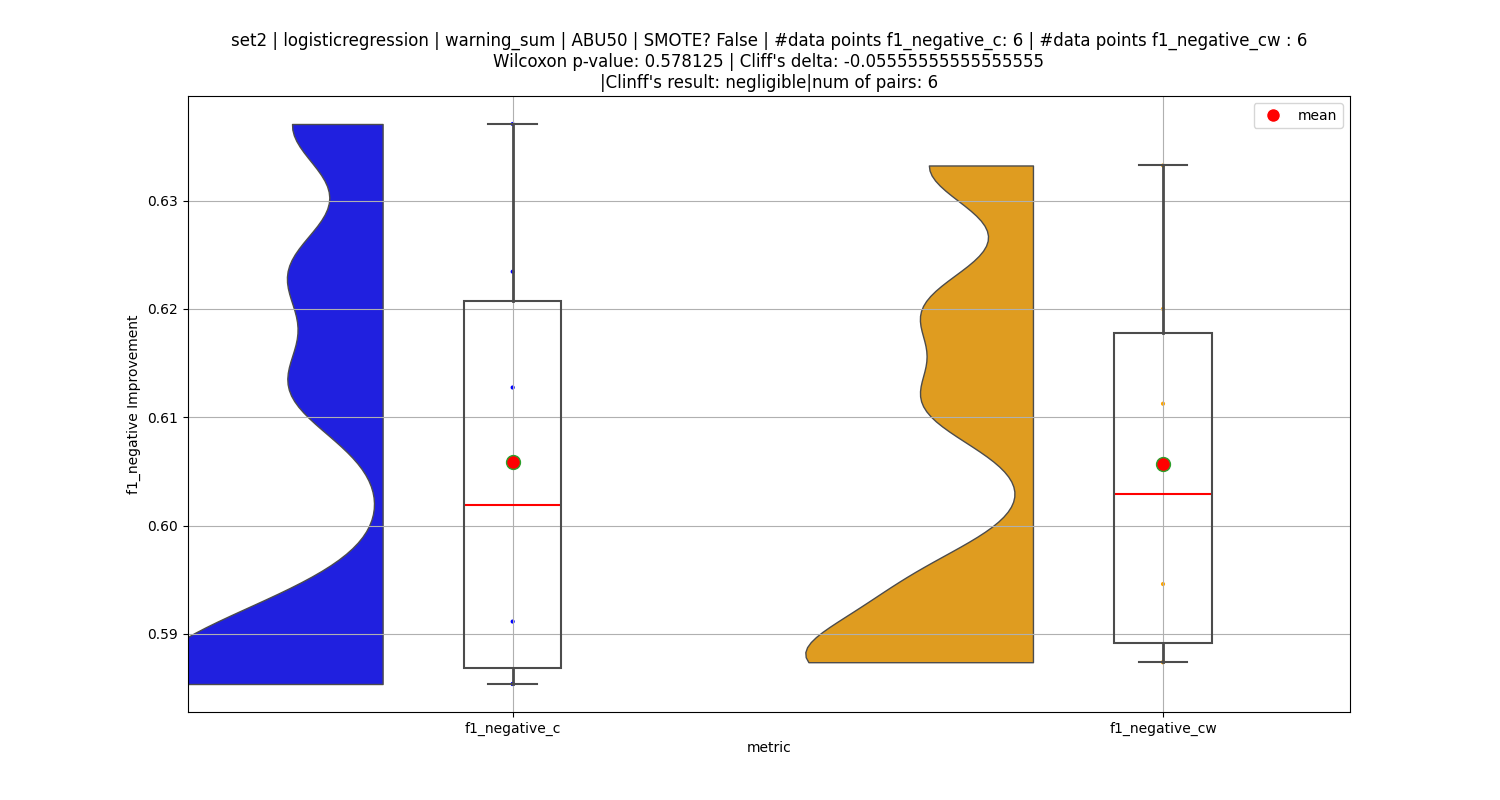 set2 | logisticregression | warning_sum | ABU50 | SMOTE? False | #data points f1_negative_c: 6 | #data points f1_negative_cw : 6
Wilcoxon p-value: 0.578125 | Cliff's delta: -0.05555555555555555
|Clinff's result: negligible|num of pairs: 6
mean
0.63
0.62
0.61
0.60
0.59
f1_negative Improvement
f1_negative_c
f1_negative_cw
metric